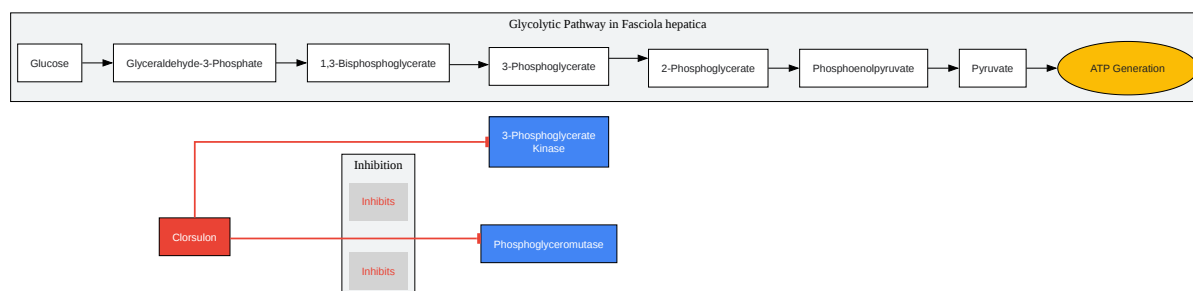 Glycolytic Pathway in Fasciola hepatica
Glucose
Glyceraldehyde-3-Phosphate
1,3-Bisphosphoglycerate
3-Phosphoglycerate
2-Phosphoglycerate
Phosphoenolpyruvate
Pyruvate
ATP Generation
3-Phosphoglycerate
Kinase
Inhibition
Inhibits
Clorsulon
Phosphoglyceromutase
Inhibits